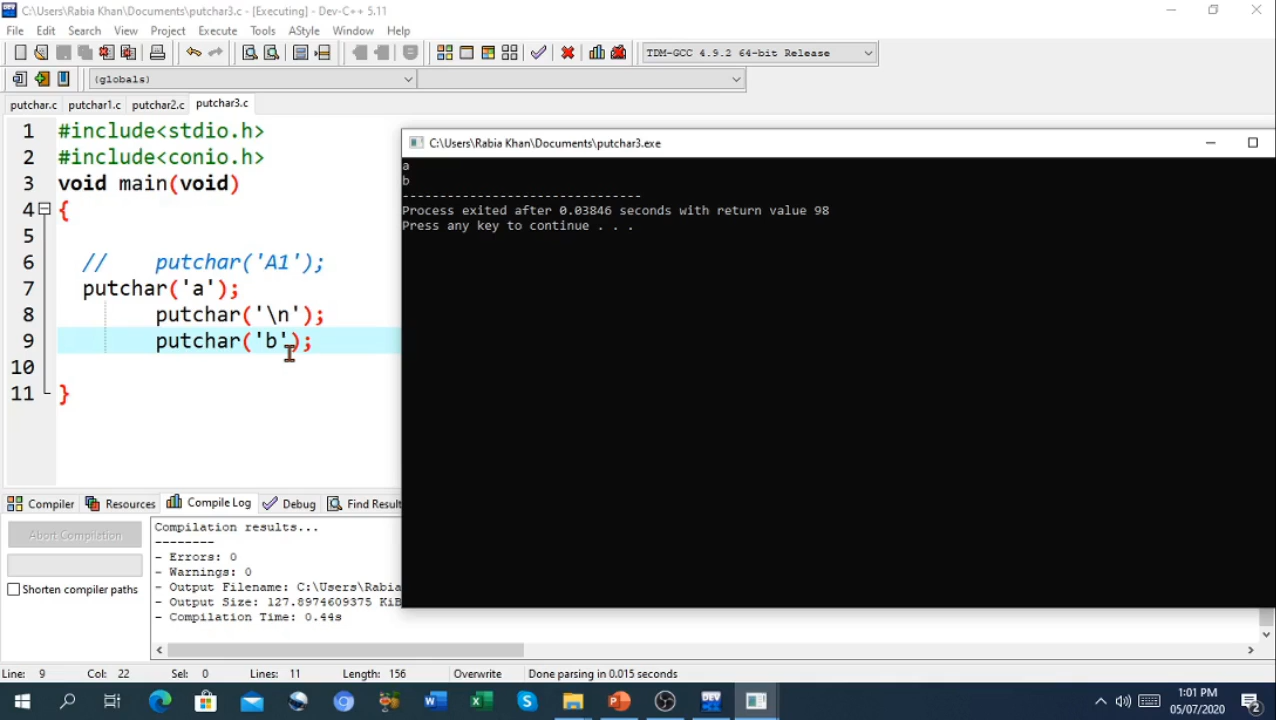 C:\Users\Rabia Khan\Documents\putchar3.c - [Executing] - Dev-C++ 5.11
File Edit Search View Project Execute Tools AStyle Window Help
TDM-GCC 4.9.2 64-bit Release
(globals)
putchar.c putchar1.c putchar2.c putchar3.c
1 #include<stdio.h>
2 #include<conio.h>
3 void main(void)
4 {
5
6 // putchar('A1');
7 putchar('a');
8 putchar('\n');
9 putchar('b');
10
11 }
C:\Users\Rabia Khan\Documents\putchar3.exe
a
b
--------------------------------
Process exited after 0.03846 seconds with return value 98
Press any key to continue . . .
Compiler Resources Compile Log Debug Find Result
Abort Compilation
Shorten compiler paths
Compilation results...
--------
- Errors: 0
- Warnings: 0
- Output Filename: C:\Users\Rabia
- Output Size: 127.8974609375 KiB
- Compilation Time: 0.44s
Line: 9 Col: 22 Sel: 0 Lines: 11 Length: 156 Overwrite Done parsing in 0.015 seconds
1:01 PM
05/07/2020
2